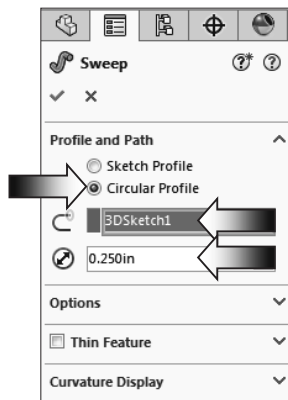 Sweep
Profile and Path
Sketch Profile
Circular Profile
3DSketch1
0.250in
Options
Thin Feature
Curvature Display